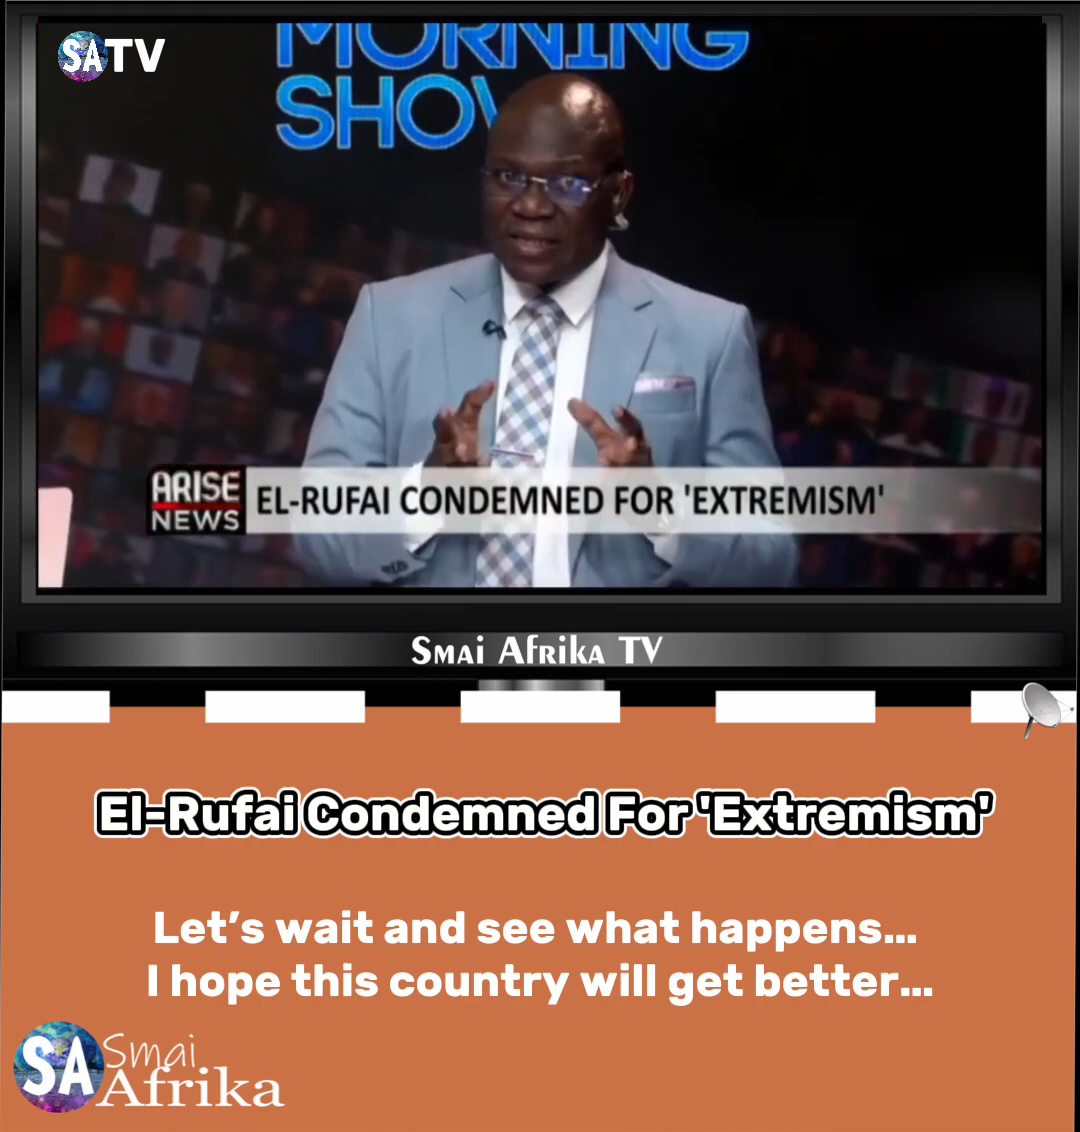 SATV
MORNING
SHOW
ARISE
NEWS
EL-RUFAI CONDEMNED FOR 'EXTREMISM'
Smai Afrika TV
El-Rufai Condemned For 'Extremism'
Let’s wait and see what happens...
I hope this country will get better...
SA Smai
Afrika